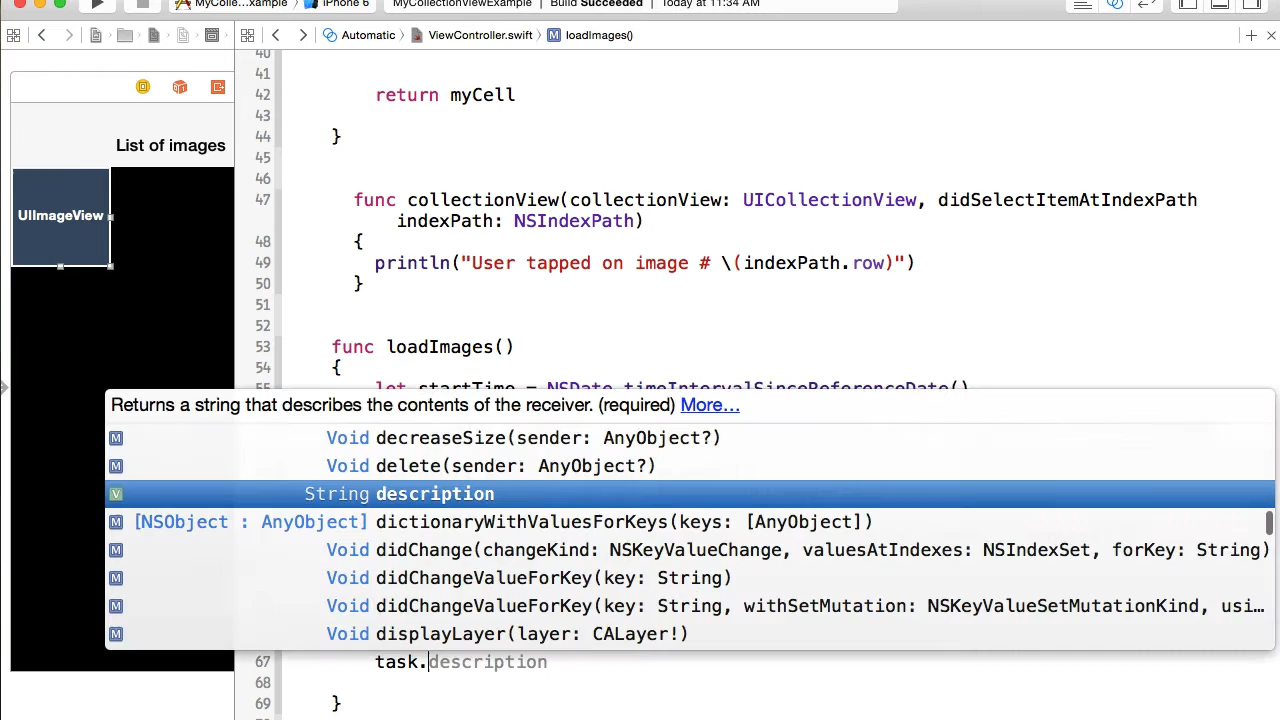 MyColle...xample iPhone 6 MyCollectionViewExample Build Succeeded Today at 11:34 AM
Automatic ViewController.swift M loadImages()
40
41
42 return myCell
43
44 }
45
46
47 func collectionView(collectionView: UICollectionView, didSelectItemAtIndexPath
indexPath: NSIndexPath)
48 {
49 println("User tapped on image # \(indexPath.row)")
50 }
51
52
53 func loadImages()
54 {
55 let startTime = NSDate.timeIntervalSinceReferenceDate()
List of images
UIImageView
Returns a string that describes the contents of the receiver. (required) More...
M Void decreaseSize(sender: AnyObject?)
M Void delete(sender: AnyObject?)
V String description
M [NSObject : AnyObject] dictionaryWithValuesForKeys(keys: [AnyObject])
M Void didChange(changeKind: NSKeyValueChange, valuesAtIndexes: NSIndexSet, forKey: String)
M Void didChangeValueForKey(key: String)
M Void didChangeValueForKey(key: String, withSetMutation: NSKeyValueSetMutationKind, usi...
M Void displayLayer(layer: CALayer!)
67 task.description
68
69 }